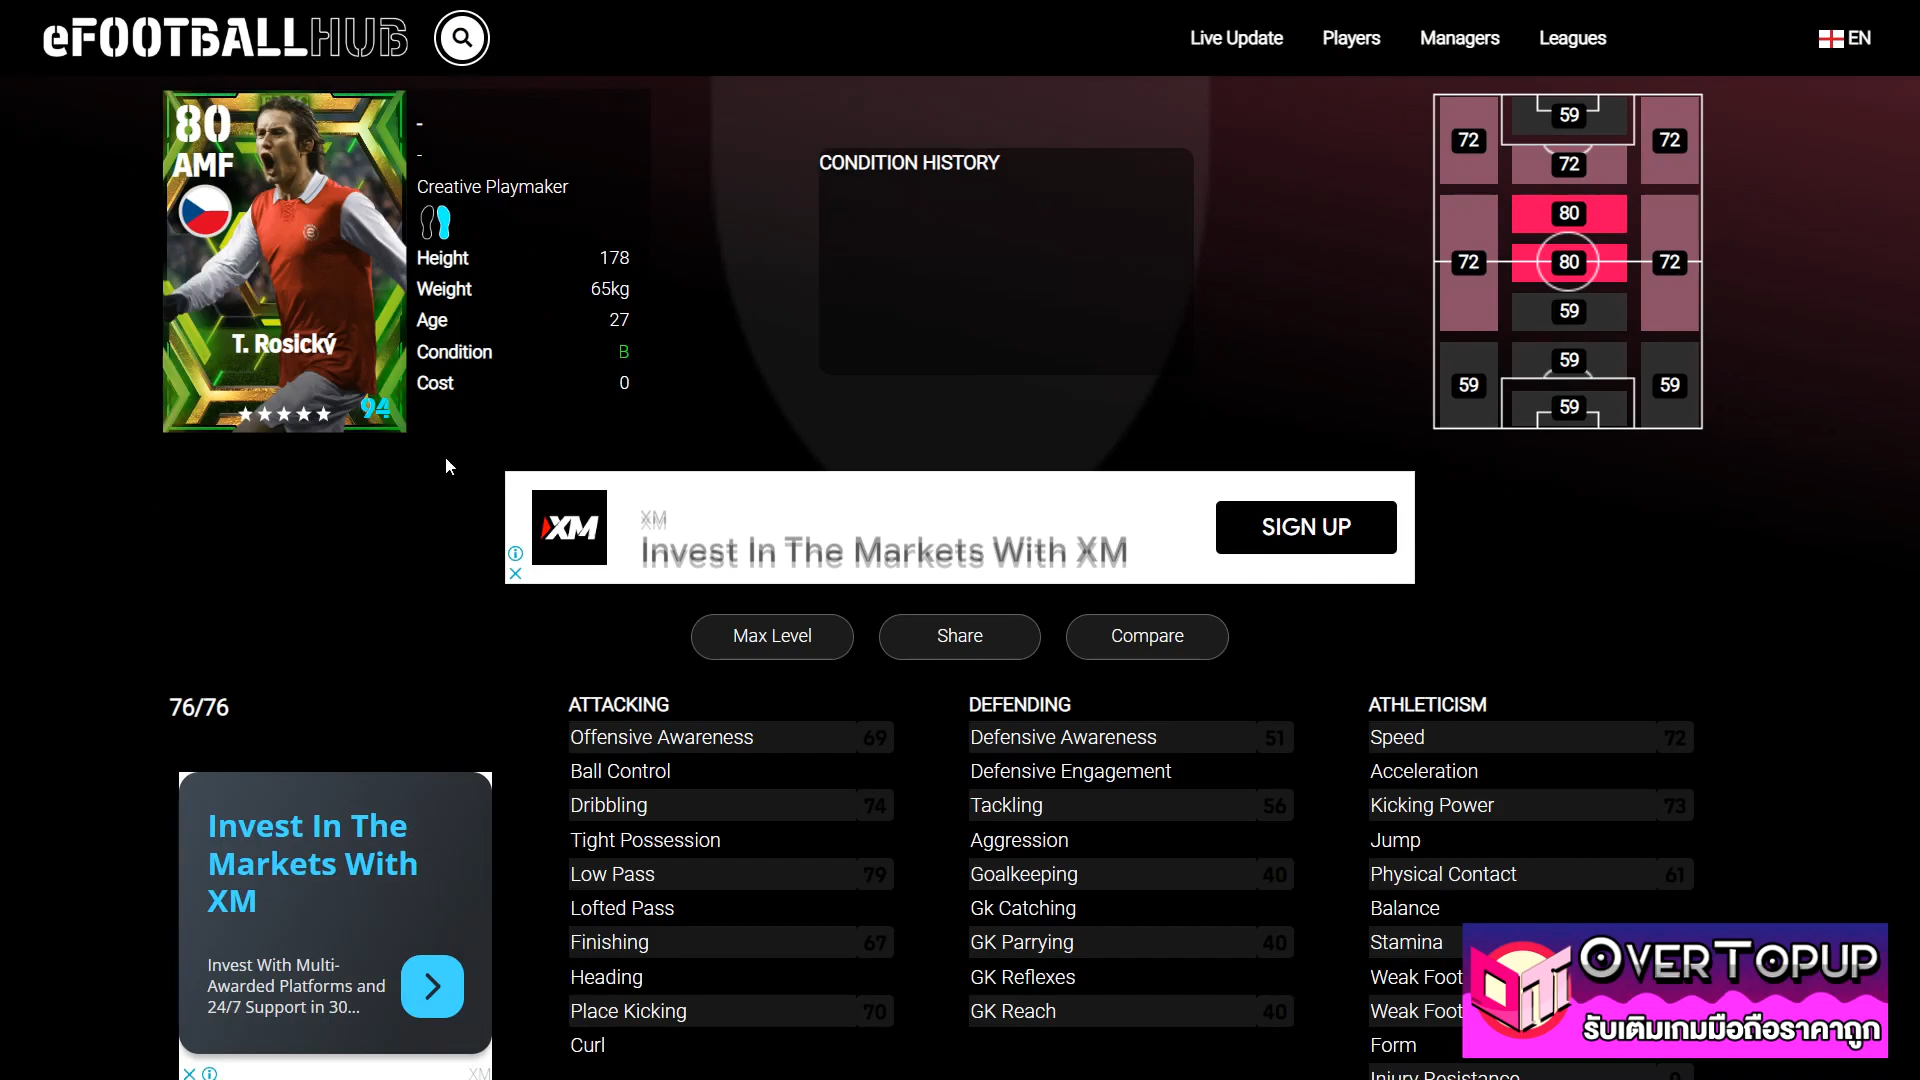 eFOOTBALLHUB
Live Update
Players
Managers
Leagues
EN
80
AMF
T. Rosický
94
-
-
Creative Playmaker
Height 178
Weight 65kg
Age 27
Condition B
Cost 0
CONDITION HISTORY
59
72 72
72
80
72 80 72
59
59
59 59
59
XM
XM
Invest In The Markets With XM
SIGN UP
Max Level
Share
Compare
76/76
Invest In The
Markets With
XM
Invest With Multi-
Awarded Platforms and
24/7 Support in 30...
XM
ATTACKING
Offensive Awareness 69
Ball Control
Dribbling 74
Tight Possession
Low Pass 79
Lofted Pass
Finishing 67
Heading
Place Kicking 70
Curl
DEFENDING
Defensive Awareness 51
Defensive Engagement
Tackling 56
Aggression
Goalkeeping 40
Gk Catching
GK Parrying 40
GK Reflexes
GK Reach 40
ATHLETICISM
Speed 72
Acceleration
Kicking Power 73
Jump
Physical Contact 61
Balance
Stamina
Weak Foot
Weak Foot
Form
Injury Resistance
OVERTOPUP
รับเติมเกมมือถือราคาถูก